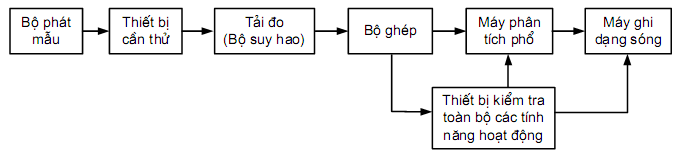 Bộ phát
mẫu
Thiết bị
cần thử
Tải đo
(Bộ suy hao)
Bộ ghép
Máy phân
tích phổ
Máy ghi
dạng sóng
Thiết bị kiểm tra
toàn bộ các tính
năng hoạt động